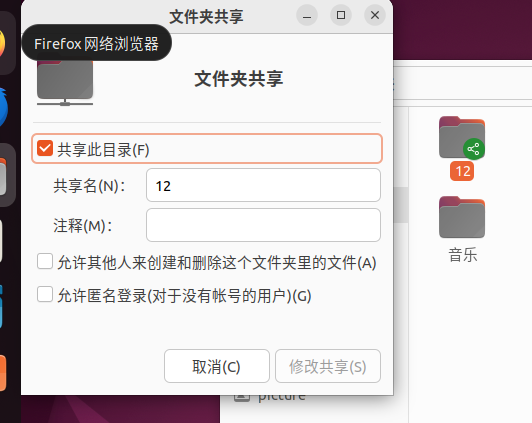 文件夹共享
Firefox 网络浏览器
文件夹共享
共享此目录(F)
共享名(N)：
12
注释(M)：
允许其他人来创建和删除这个文件夹里的文件(A)
允许匿名登录(对于没有帐号的用户)(G)
取消(C)
修改共享(S)
12
音乐
picture